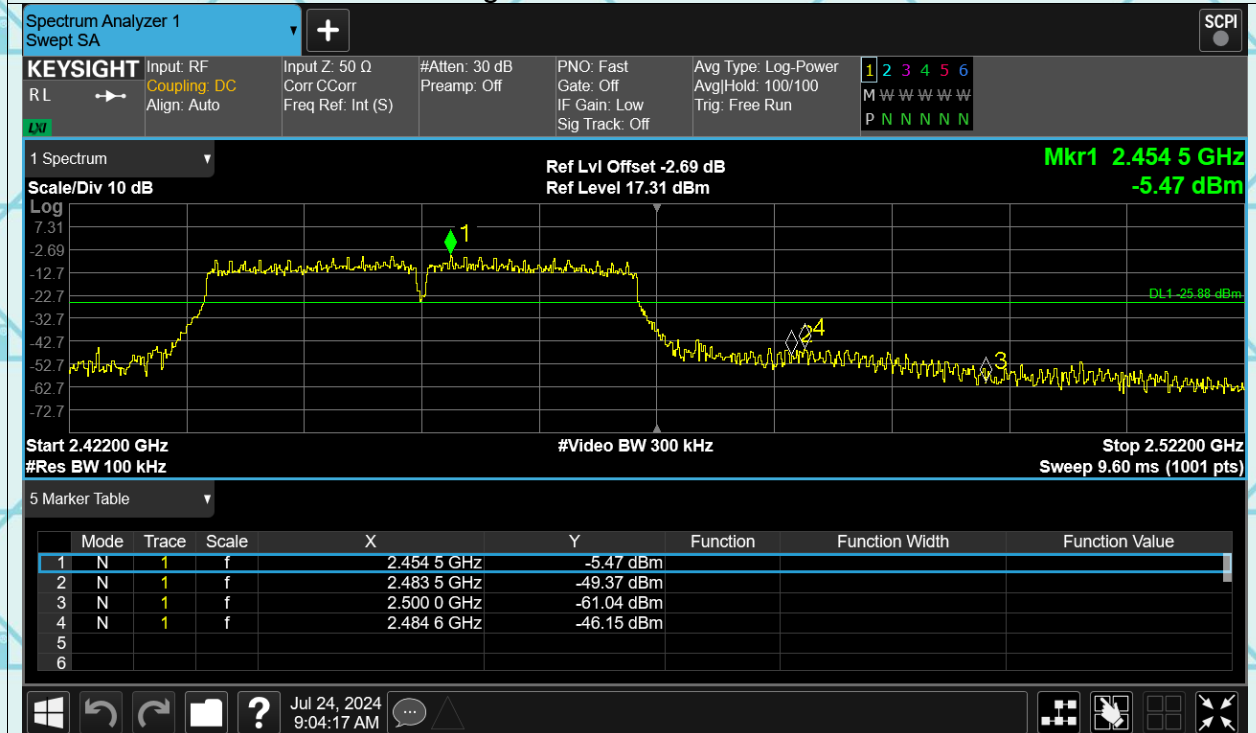 Spectrum Analyzer 1
Swept SA
SCPI
KEYSIGHT
RL
LXI
Input: RF
Coupling: DC
Align: Auto
Input Z: 50 Ω
Corr CCorr
Freq Ref: Int (S)
#Atten: 30 dB
Preamp: Off
PNO: Fast
Gate: Off
IF Gain: Low
Sig Track: Off
Avg Type: Log-Power
Avg|Hold: 100/100
Trig: Free Run
1 2 3 4 5 6
M W W W W W
P N N N N N
1 Spectrum
Scale/Div 10 dB
Ref Lvl Offset -2.69 dB
Ref Level 17.31 dBm
Mkr1 2.454 5 GHz
-5.47 dBm
Log
7.31
-2.69
-12.7
-22.7
-32.7
-42.7
-52.7
-62.7
-72.7
1
DL1 -25.88 dBm
2
4
3
Start 2.42200 GHz
#Video BW 300 kHz
Stop 2.52200 GHz
#Res BW 100 kHz
Sweep 9.60 ms (1001 pts)
5 Marker Table
Mode Trace Scale X Y Function Function Width Function Value
1 N 1 f 2.454 5 GHz -5.47 dBm
2 N 1 f 2.483 5 GHz -49.37 dBm
3 N 1 f 2.500 0 GHz -61.04 dBm
4 N 1 f 2.484 6 GHz -46.15 dBm
5
6
?
Jul 24, 2024
9:04:17 AM